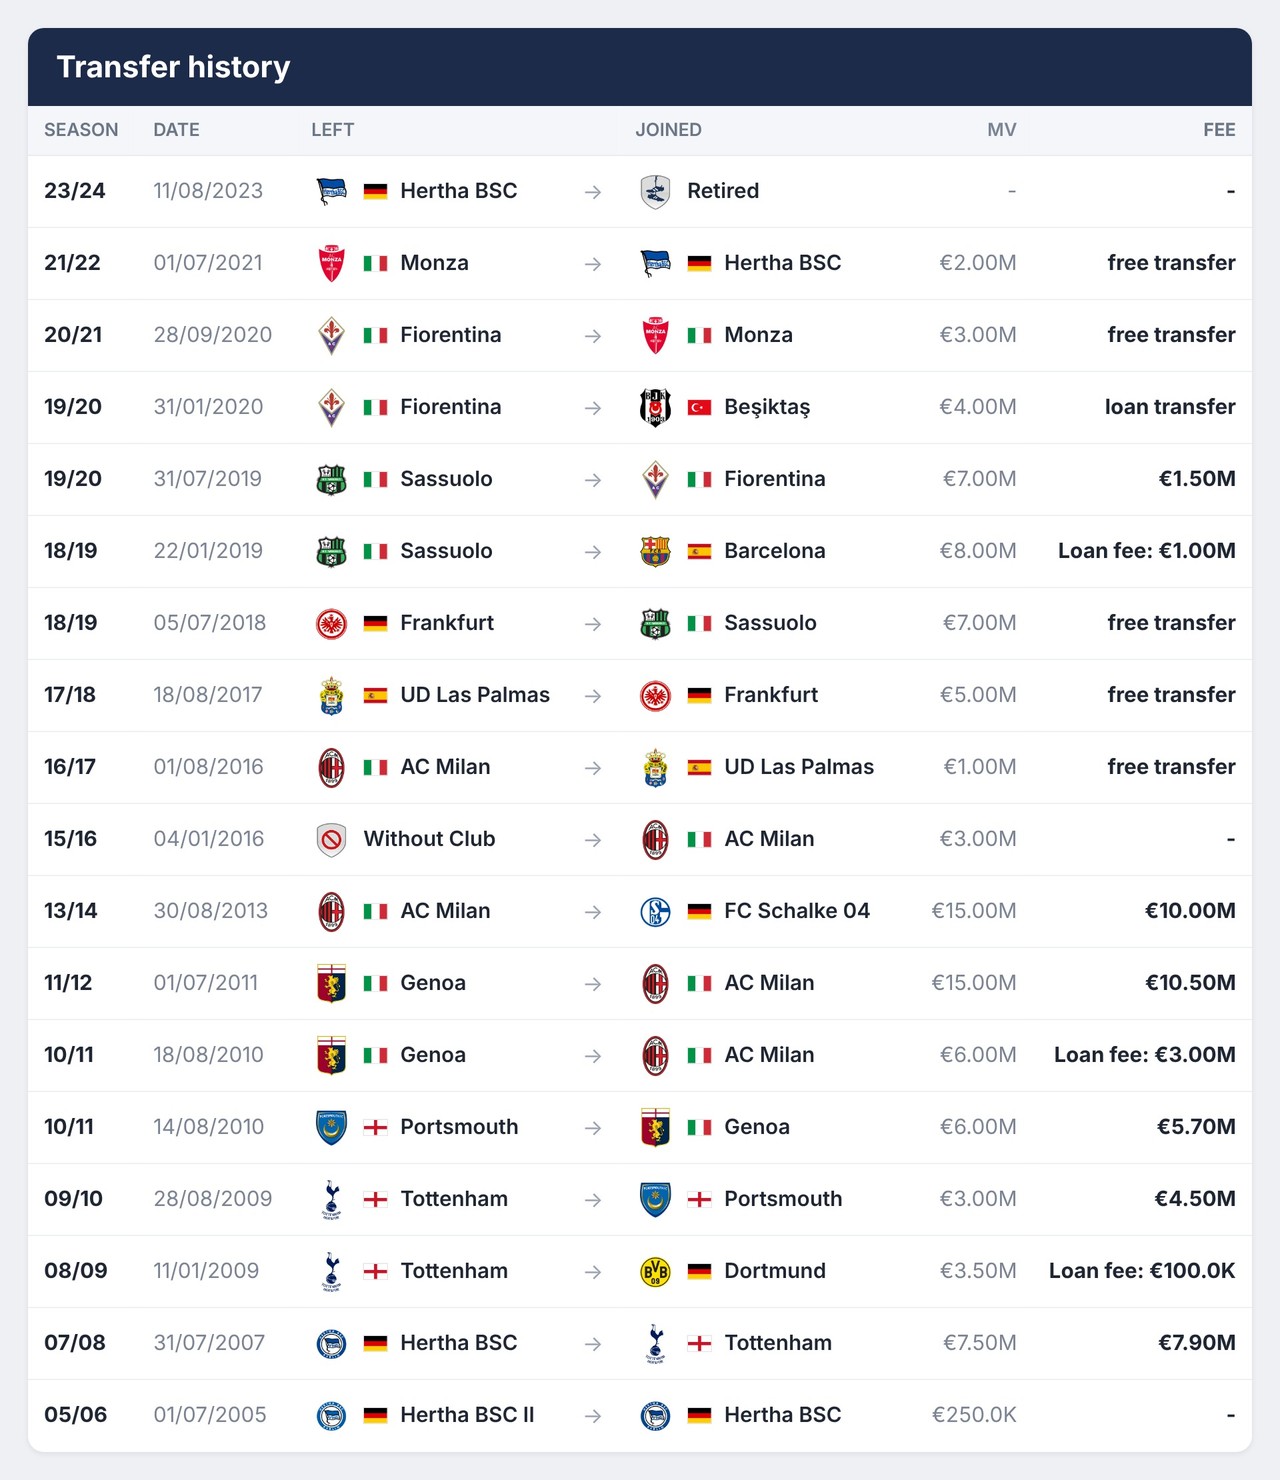 Transfer history
SEASON DATE LEFT JOINED MV FEE
23/24 11/08/2023 Hertha BSC → Retired - -
21/22 01/07/2021 Monza → Hertha BSC €2.00M free transfer
20/21 28/09/2020 Fiorentina → Monza €3.00M free transfer
19/20 31/01/2020 Fiorentina → Beşiktaş €4.00M loan transfer
19/20 31/07/2019 Sassuolo → Fiorentina €7.00M €1.50M
18/19 22/01/2019 Sassuolo → Barcelona €8.00M Loan fee: €1.00M
18/19 05/07/2018 Frankfurt → Sassuolo €7.00M free transfer
17/18 18/08/2017 UD Las Palmas → Frankfurt €5.00M free transfer
16/17 01/08/2016 AC Milan → UD Las Palmas €1.00M free transfer
15/16 04/01/2016 Without Club → AC Milan €3.00M -
13/14 30/08/2013 AC Milan → FC Schalke 04 €15.00M €10.00M
11/12 01/07/2011 Genoa → AC Milan €15.00M €10.50M
10/11 18/08/2010 Genoa → AC Milan €6.00M Loan fee: €3.00M
10/11 14/08/2010 Portsmouth → Genoa €6.00M €5.70M
09/10 28/08/2009 Tottenham → Portsmouth €3.00M €4.50M
08/09 11/01/2009 Tottenham → Dortmund €3.50M Loan fee: €100.0K
07/08 31/07/2007 Hertha BSC → Tottenham €7.50M €7.90M
05/06 01/07/2005 Hertha BSC II → Hertha BSC €250.0K -